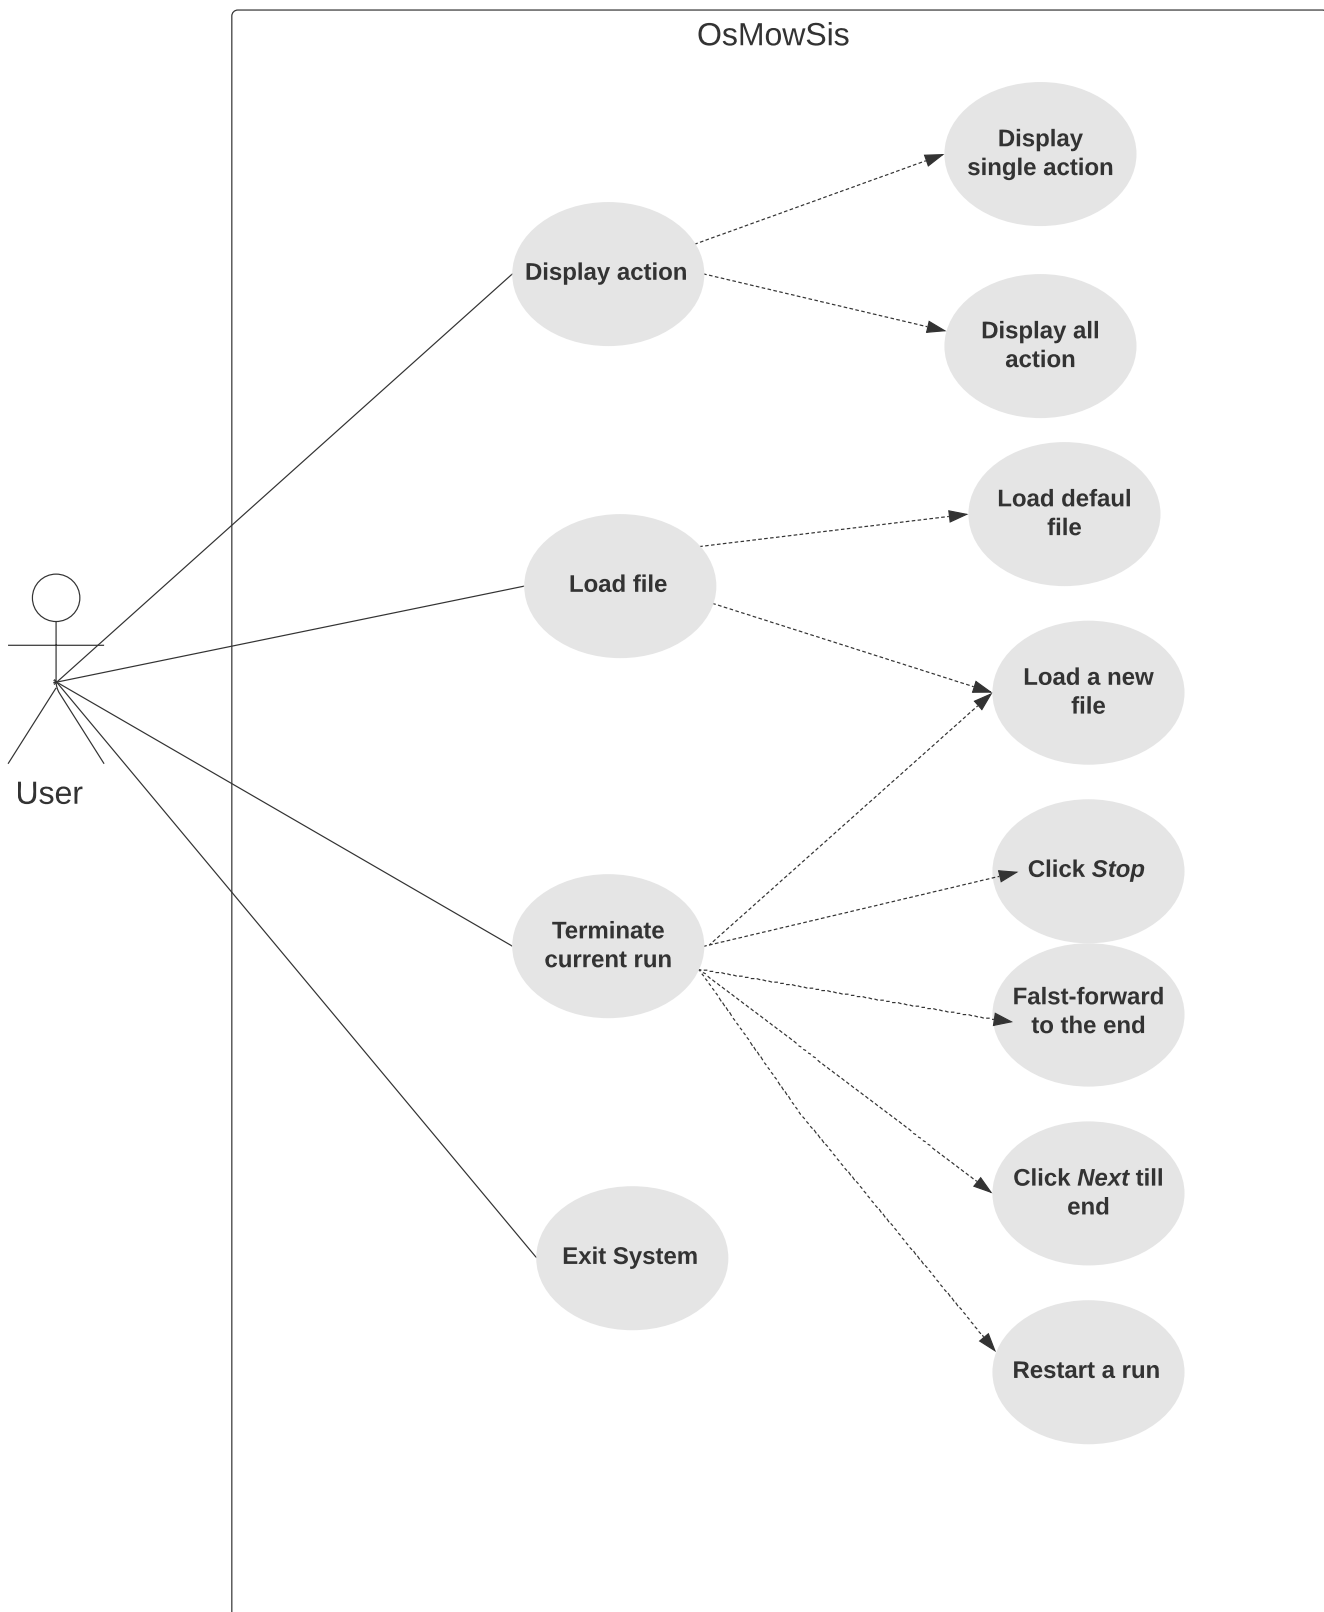 OsMowSis
Display
single action
Display action
Display all
action
Load defaul
file
Load file
Load a new
file
User
Click Stop
Terminate
current run
Falst-forward
to the end
Click Next till
end
Exit System
Restart a run